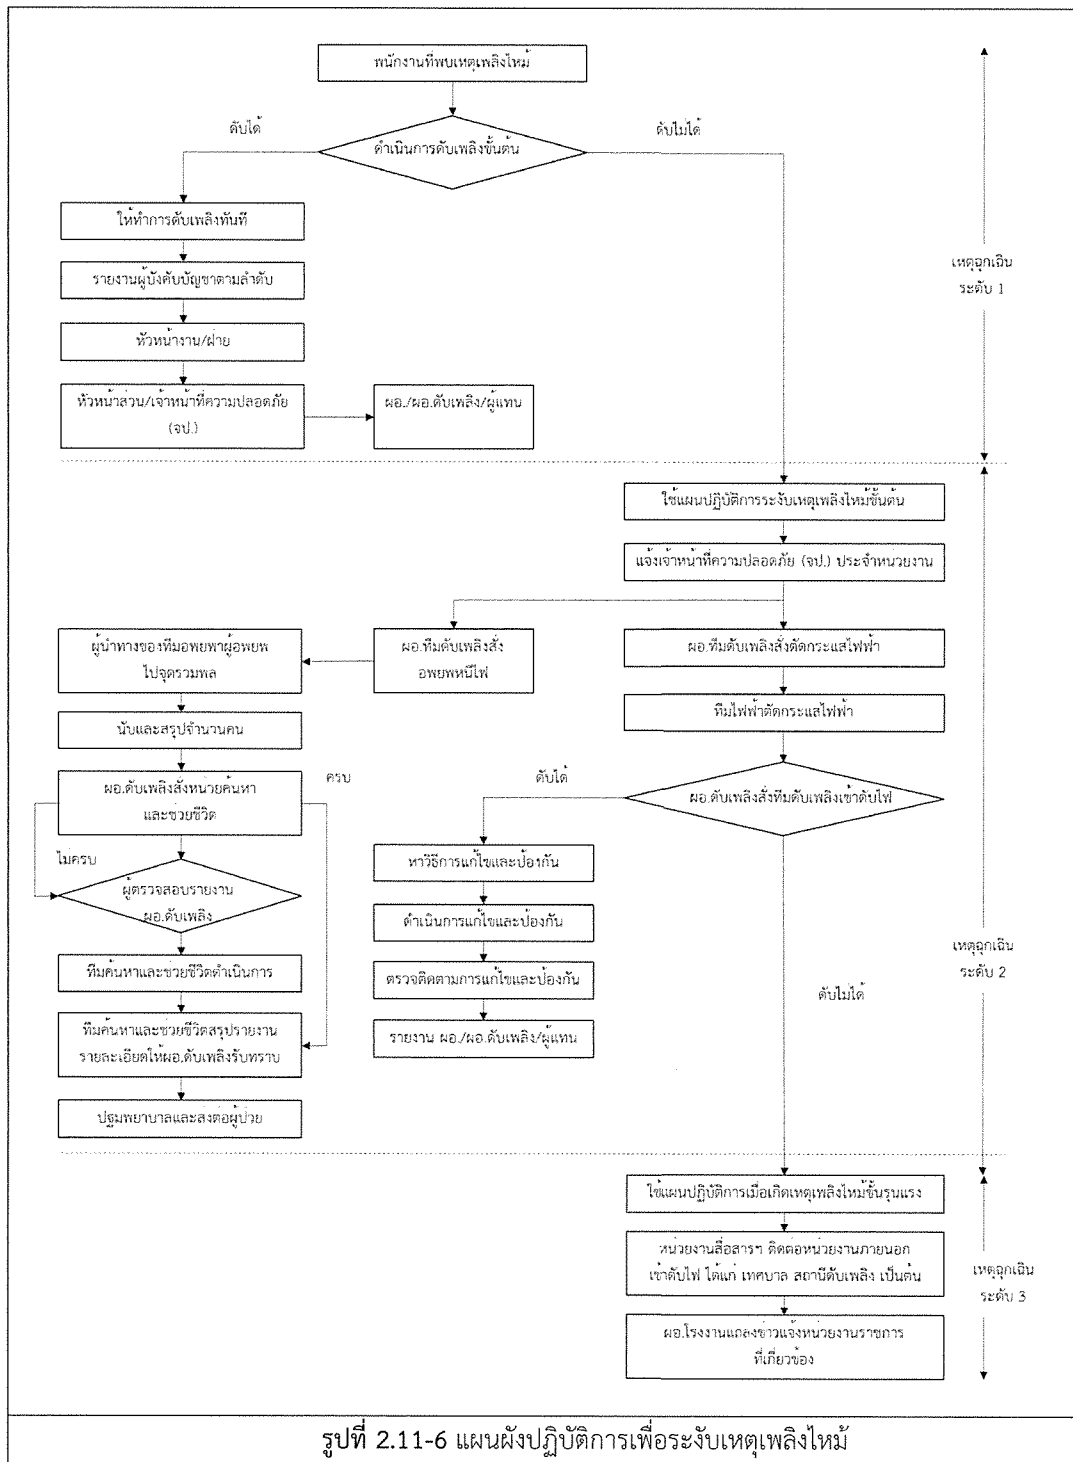 พนักงานที่พบเหตุเพลิงไหม้
ดับได้
ดับไม่ได้
ดำเนินการดับเพลิงขั้นต้น
ให้ทำการดับเพลิงทันที
รายงานผู้บังคับบัญชาตามลำดับ
หัวหน้างาน/ฝ่าย
หัวหน้าส่วน/เจ้าหน้าที่ความปลอดภัย
(จป.)
ผอ./ผอ.ดับเพลิง/ผู้แทน
เหตุฉุกเฉิน
ระดับ 1
ใช้แผนปฏิบัติการระงับเหตุเพลิงไหม้ขั้นต้น
แจ้งเจ้าหน้าที่ความปลอดภัย (จป.) ประจำหน่วยงาน
ผู้นำทางของทีมอพยพาผู้อพยพ
ไปจุดรวมพล
ผอ.ทีมดับเพลิงสั่ง
อพยพหนีไฟ
ผอ.ทีมดับเพลิงสั่งตัดกระแสไฟฟ้า
นับและสรุปจำนวนคน
ทีมไฟฟ้าตัดกระแสไฟฟ้า
ผอ.ดับเพลิงสั่งหน่วยค้นหา
และช่วยชีวิต
ครบ
ดับได้
ผอ.ดับเพลิงสั่งทีมดับเพลิงเข้าดับไฟ
ไม่ครบ
ผู้ตรวจสอบรายงาน
ผอ.ดับเพลิง
หาวิธีการแก้ไขและป้องกัน
ดำเนินการแก้ไขและป้องกัน
ทีมค้นหาและช่วยชีวิตดำเนินการ
ตรวจติดตามการแก้ไขและป้องกัน
ดับไม่ได้
เหตุฉุกเฉิน
ระดับ 2
ทีมค้นหาและช่วยชีวิตสรุปรายงาน
รายละเอียดให้ผอ.ดับเพลิงรับทราบ
รายงาน ผอ./ผอ.ดับเพลิง/ผู้แทน
ปฐมพยาบาลและส่งต่อผู้ป่วย
ใช้แผนปฏิบัติการเมื่อเกิดเหตุเพลิงไหม้ขั้นรุนแรง
หน่วยงานสื่อสารฯ ติดต่อหน่วยงานภายนอก
เข้าดับไฟ ได้แก่ เทศบาล สถานีดับเพลิง เป็นต้น
เหตุฉุกเฉิน
ระดับ 3
ผอ.โรงงานแถลงข่าวแจ้งหน่วยงานราชการ
ที่เกี่ยวข้อง
รูปที่ 2.11-6 แผนผังปฏิบัติการเพื่อระงับเหตุเพลิงไหม้